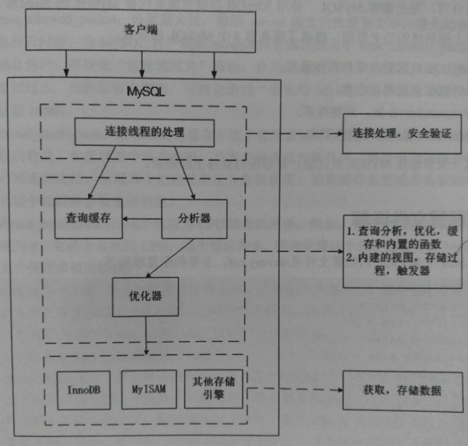 客户端
MySQL
连接线程的处理
连接处理，安全验证
查询缓存
分析器
1. 查询分析，优化，缓
存和内置的函数
2. 内建的视图，存储过
程，触发器
优化器
InnoDB
MyISAM
其他存储
引擎
获取，存储数据